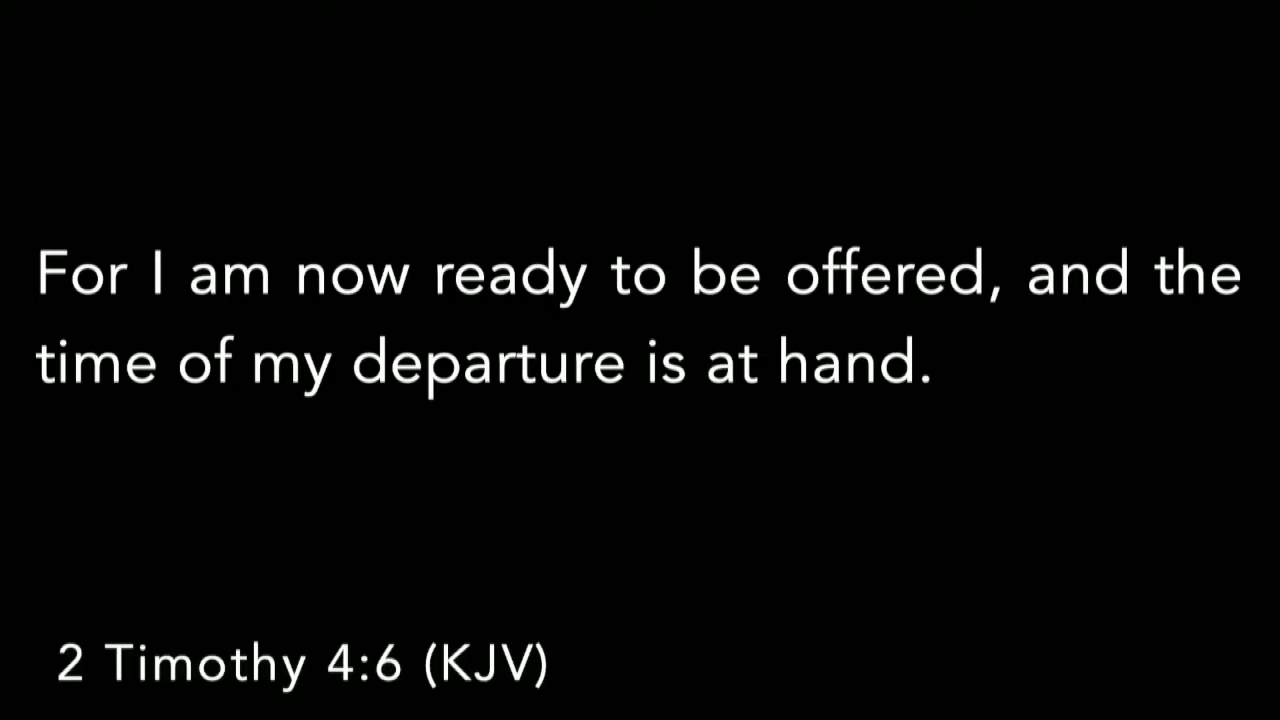 For I am now ready to be offered, and the
time of my departure is at hand.
2 Timothy 4:6 (KJV)